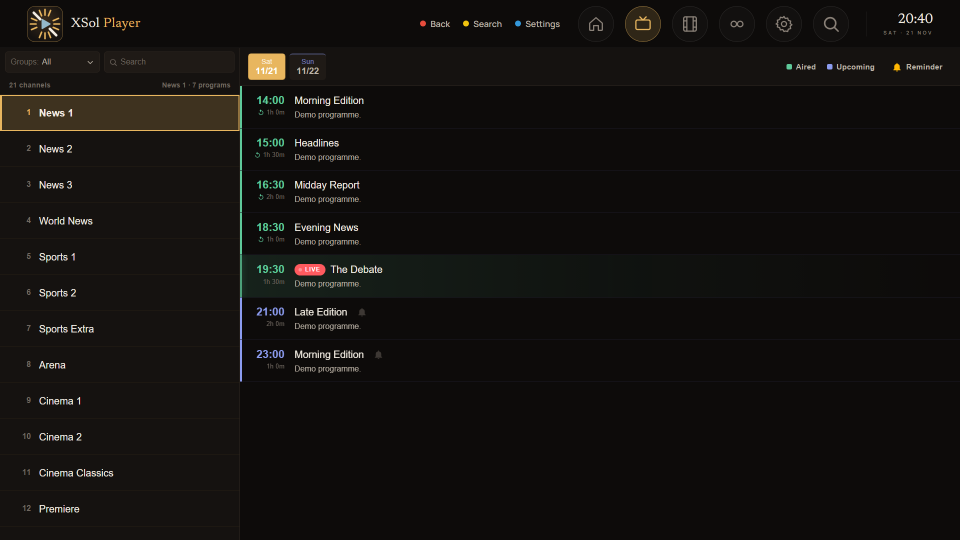 XSol Player
Back
Search
Settings
20:40
SAT · 21 NOV
Groups: All
Search
21 channels
News 1 · 7 programs
Sat
11/21
Sun
11/22
Aired
Upcoming
Reminder
1 News 1
2 News 2
3 News 3
4 World News
5 Sports 1
6 Sports 2
7 Sports Extra
8 Arena
9 Cinema 1
10 Cinema 2
11 Cinema Classics
12 Premiere
14:00 Morning Edition
1h 0m Demo programme.
15:00 Headlines
1h 30m Demo programme.
16:30 Midday Report
2h 0m Demo programme.
18:30 Evening News
1h 0m Demo programme.
19:30 LIVE The Debate
1h 30m Demo programme.
21:00 Late Edition
2h 0m Demo programme.
23:00 Morning Edition
1h 0m Demo programme.